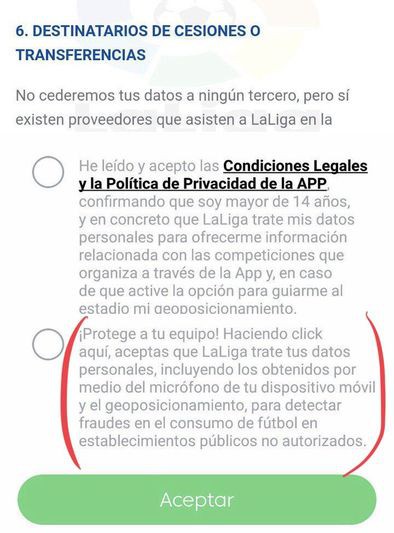 6. DESTINATARIOS DE CESIONES O
TRANSFERENCIAS
No cederemos tus datos a ningún tercero, pero sí
existen proveedores que asisten a LaLiga en la
He leído y acepto las Condiciones Legales
y la Política de Privacidad de la APP,
confirmando que soy mayor de 14 años,
y en concreto que LaLiga trate mis datos
personales para ofrecerme información
relacionada con las competiciones que
organiza a través de la App y, en caso
de que active la opción para guiarme al
estadio mi geoposicionamiento.
¡Protege a tu equipo! Haciendo click
aquí, aceptas que LaLiga trate tus datos
personales, incluyendo los obtenidos por
medio del micrófono de tu dispositivo móvil
y el geoposicionamiento, para detectar
fraudes en el consumo de fútbol en
establecimientos públicos no autorizados.
Aceptar